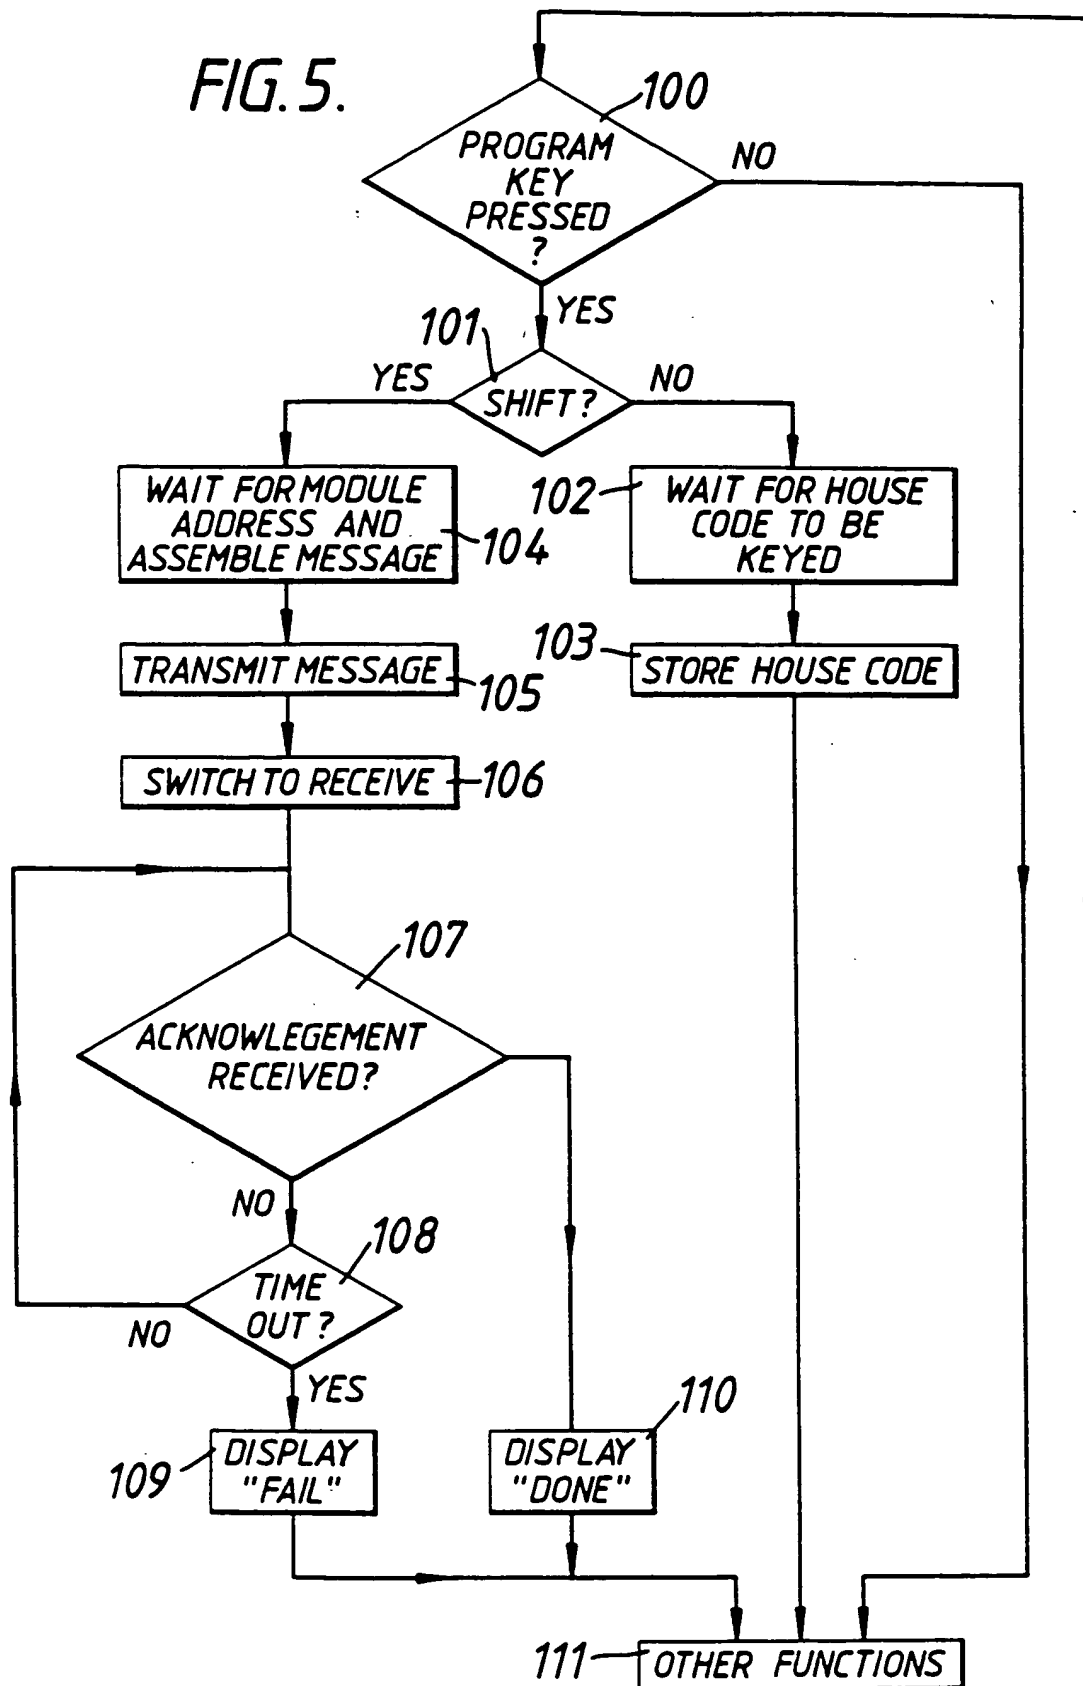 FIG. 5.
100
PROGRAM
KEY
PRESSED
?
NO
YES
101
SHIFT?
YES
NO
WAIT FOR MODULE
ADDRESS AND
ASSEMBLE MESSAGE
104
102
WAIT FOR HOUSE
CODE TO BE
KEYED
TRANSMIT MESSAGE
105
103
STORE HOUSE CODE
SWITCH TO RECEIVE
106
107
ACKNOWLEGEMENT
RECEIVED?
NO
108
TIME
OUT?
NO
YES
109
DISPLAY
"FAIL"
110
DISPLAY
"DONE"
111
OTHER FUNCTIONS